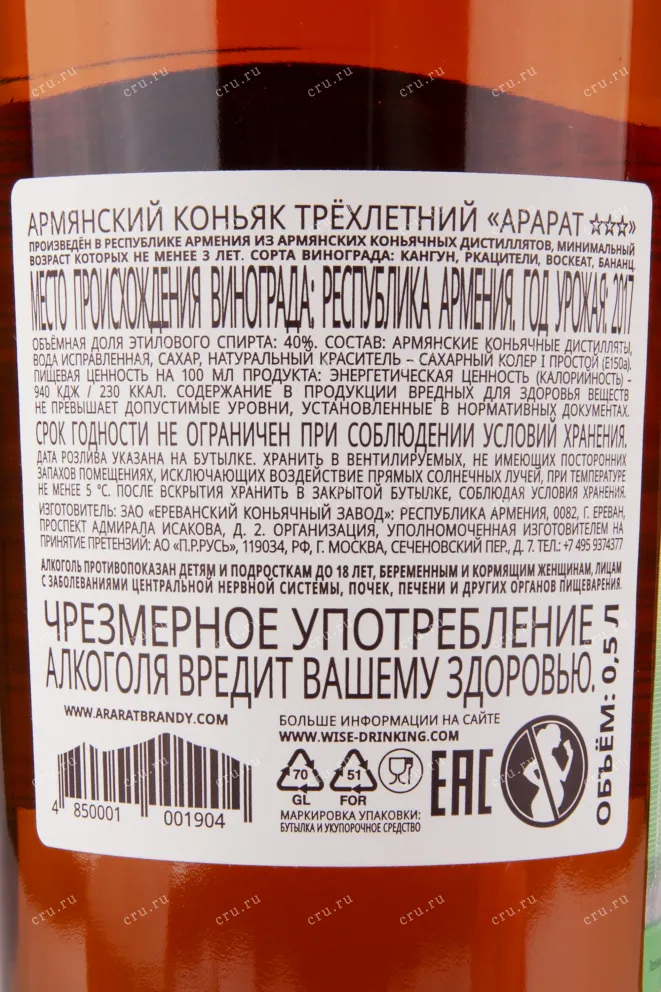 АРМЯНСКИЙ КОНЬЯК ТРЁХЛЕТНИЙ «АРАРАТ ☆☆☆»
ПРОИЗВЕДЁН В РЕСПУБЛИКЕ АРМЕНИЯ ИЗ АРМЯНСКИХ КОНЬЯЧНЫХ ДИСТИЛЛЯТОВ, МИНИМАЛЬНЫЙ
ВОЗРАСТ КОТОРЫХ НЕ МЕНЕЕ 3 ЛЕТ. СОРТА ВИНОГРАДА: КАНГУН, РКАЦИТЕЛИ, ВОСКЕАТ, БАНАНЦ.
МЕСТО ПРОИСХОЖДЕНИЯ ВИНОГРАДА: РЕСПУБЛИКА АРМЕНИЯ. ГОД УРОЖАЯ: 2017
ОБЪЁМНАЯ ДОЛЯ ЭТИЛОВОГО СПИРТА: 40%. СОСТАВ: АРМЯНСКИЕ КОНЬЯЧНЫЕ ДИСТИЛЛЯТЫ,
ВОДА ИСПРАВЛЕННАЯ, САХАР, НАТУРАЛЬНЫЙ КРАСИТЕЛЬ – САХАРНЫЙ КОЛЕР I ПРОСТОЙ (E150a).
ПИЩЕВАЯ ЦЕННОСТЬ НА 100 МЛ ПРОДУКТА: ЭНЕРГЕТИЧЕСКАЯ ЦЕННОСТЬ (КАЛОРИЙНОСТЬ) –
940 КДЖ / 230 ККАЛ. СОДЕРЖАНИЕ В ПРОДУКЦИИ ВРЕДНЫХ ДЛЯ ЗДОРОВЬЯ ВЕЩЕСТВ
НЕ ПРЕВЫШАЕТ ДОПУСТИМЫЕ УРОВНИ, УСТАНОВЛЕННЫЕ В НОРМАТИВНЫХ ДОКУМЕНТАХ.
СРОК ГОДНОСТИ НЕ ОГРАНИЧЕН ПРИ СОБЛЮДЕНИИ УСЛОВИЙ ХРАНЕНИЯ.
ДАТА РОЗЛИВА УКАЗАНА НА БУТЫЛКЕ. ХРАНИТЬ В ВЕНТИЛИРУЕМЫХ, НЕ ИМЕЮЩИХ ПОСТОРОННИХ
ЗАПАХОВ ПОМЕЩЕНИЯХ, ИСКЛЮЧАЮЩИХ ВОЗДЕЙСТВИЕ ПРЯМЫХ СОЛНЕЧНЫХ ЛУЧЕЙ, ПРИ ТЕМПЕРАТУРЕ
НЕ МЕНЕЕ 5 °С. ПОСЛЕ ВСКРЫТИЯ ХРАНИТЬ В ЗАКРЫТОЙ БУТЫЛКЕ, СОБЛЮДАЯ УСЛОВИЯ ХРАНЕНИЯ.
ИЗГОТОВИТЕЛЬ: ЗАО «ЕРЕВАНСКИЙ КОНЬЯЧНЫЙ ЗАВОД»: РЕСПУБЛИКА АРМЕНИЯ, 0082, Г. ЕРЕВАН,
ПРОСПЕКТ АДМИРАЛА ИСАКОВА, Д. 2. ОРГАНИЗАЦИЯ, УПОЛНОМОЧЕННАЯ ИЗГОТОВИТЕЛЕМ НА
ПРИНЯТИЕ ПРЕТЕНЗИЙ: АО «П.Р.РУСЬ», 119034, РФ, Г. МОСКВА, СЕЧЕНОВСКИЙ ПЕР., Д. 7. ТЕЛ.: +7 495 9374377
АЛКОГОЛЬ ПРОТИВОПОКАЗАН ДЕТЯМ И ПОДРОСТКАМ ДО 18 ЛЕТ, БЕРЕМЕННЫМ И КОРМЯЩИМ ЖЕНЩИНАМ, ЛИЦАМ
С ЗАБОЛЕВАНИЯМИ ЦЕНТРАЛЬНОЙ НЕРВНОЙ СИСТЕМЫ, ПОЧЕК, ПЕЧЕНИ И ДРУГИХ ОРГАНОВ ПИЩЕВАРЕНИЯ.
ЧРЕЗМЕРНОЕ УПОТРЕБЛЕНИЕ
АЛКОГОЛЯ ВРЕДИТ ВАШЕМУ ЗДОРОВЬЮ.
ОБЪЁМ: 0,5 Л
WWW.ARARATBRANDY.COM
БОЛЬШЕ ИНФОРМАЦИИ НА САЙТЕ
WWW.WISE-DRINKING.COM
4 850001 001904
70
GL
51
FOR
EAC
МАРКИРОВКА УПАКОВКИ:
БУТЫЛКА И УКУПОРОЧНОЕ СРЕДСТВО
cru.ru